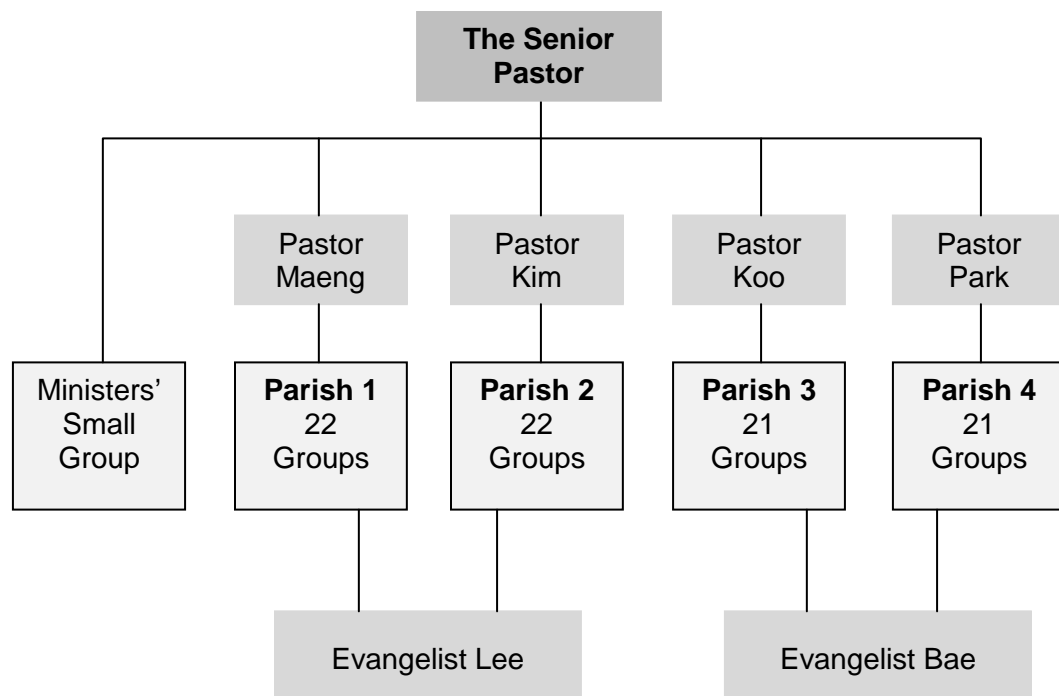 The Senior
Pastor
Pastor
Maeng
Pastor
Kim
Pastor
Koo
Pastor
Park
Ministers’
Small
Group
Parish 1
22
Groups
Parish 2
22
Groups
Parish 3
21
Groups
Parish 4
21
Groups
Evangelist Lee
Evangelist Bae